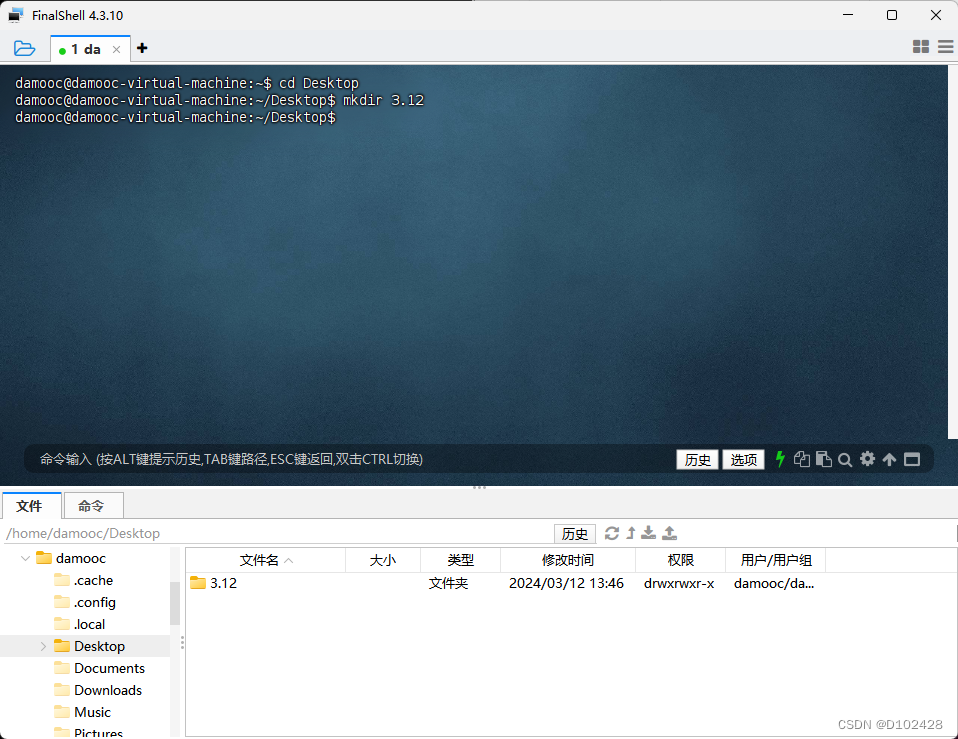 FinalShell 4.3.10
1 da
damooc@damooc-virtual-machine:~$ cd Desktop
damooc@damooc-virtual-machine:~/Desktop$ mkdir 3.12
damooc@damooc-virtual-machine:~/Desktop$
命令输入 (按ALT键提示历史,TAB键路径,ESC键返回,双击CTRL切换) 历史 选项
文件 命令
/home/damooc/Desktop 历史
damooc
.cache
.config
.local
Desktop
Documents
Downloads
Music
Pictures
文件名 大小 类型 修改时间 权限 用户/用户组
3.12 文件夹 2024/03/12 13:46 drwxrwxr-x damooc/da...
CSDN @D102428